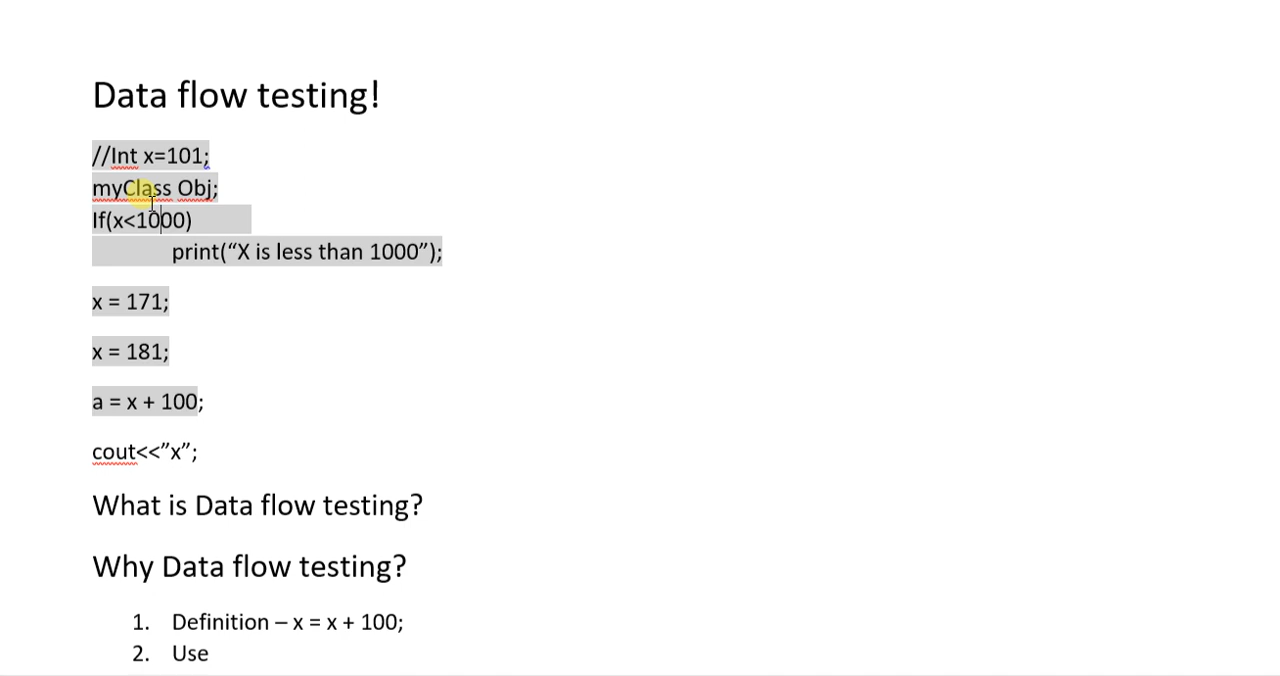 Data flow testing!
//Int x=101;
myClass Obj;
If(x<1000)
print(“X is less than 1000”);
x = 171;
x = 181;
a = x + 100;
cout<<”x”;
What is Data flow testing?
Why Data flow testing?
1. Definition – x = x + 100;
2. Use